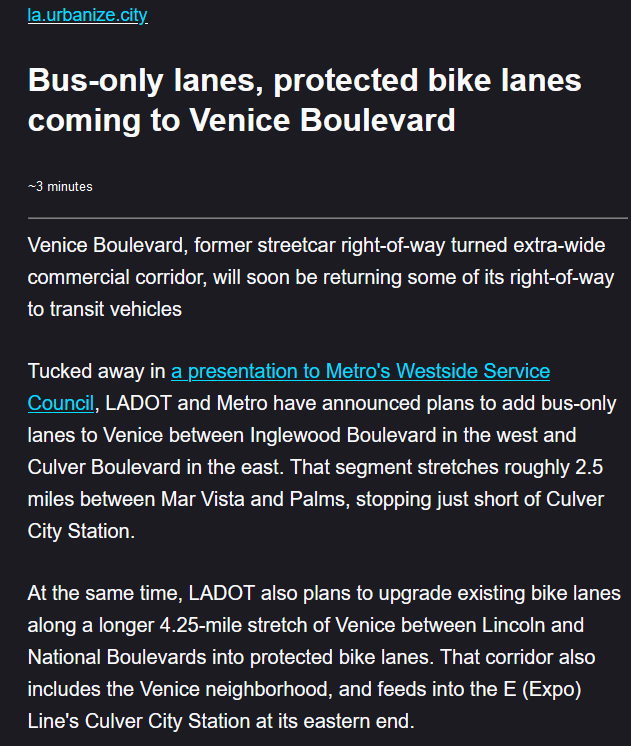 la.urbanize.city
Bus-only lanes, protected bike lanes
coming to Venice Boulevard
~3 minutes
Venice Boulevard, former streetcar right-of-way turned extra-wide
commercial corridor, will soon be returning some of its right-of-way
to transit vehicles
Tucked away in a presentation to Metro's Westside Service
Council, LADOT and Metro have announced plans to add bus-only
lanes to Venice between Inglewood Boulevard in the west and
Culver Boulevard in the east. That segment stretches roughly 2.5
miles between Mar Vista and Palms, stopping just short of Culver
City Station.
At the same time, LADOT also plans to upgrade existing bike lanes
along a longer 4.25-mile stretch of Venice between Lincoln and
National Boulevards into protected bike lanes. That corridor also
includes the Venice neighborhood, and feeds into the E (Expo)
Line's Culver City Station at its eastern end.